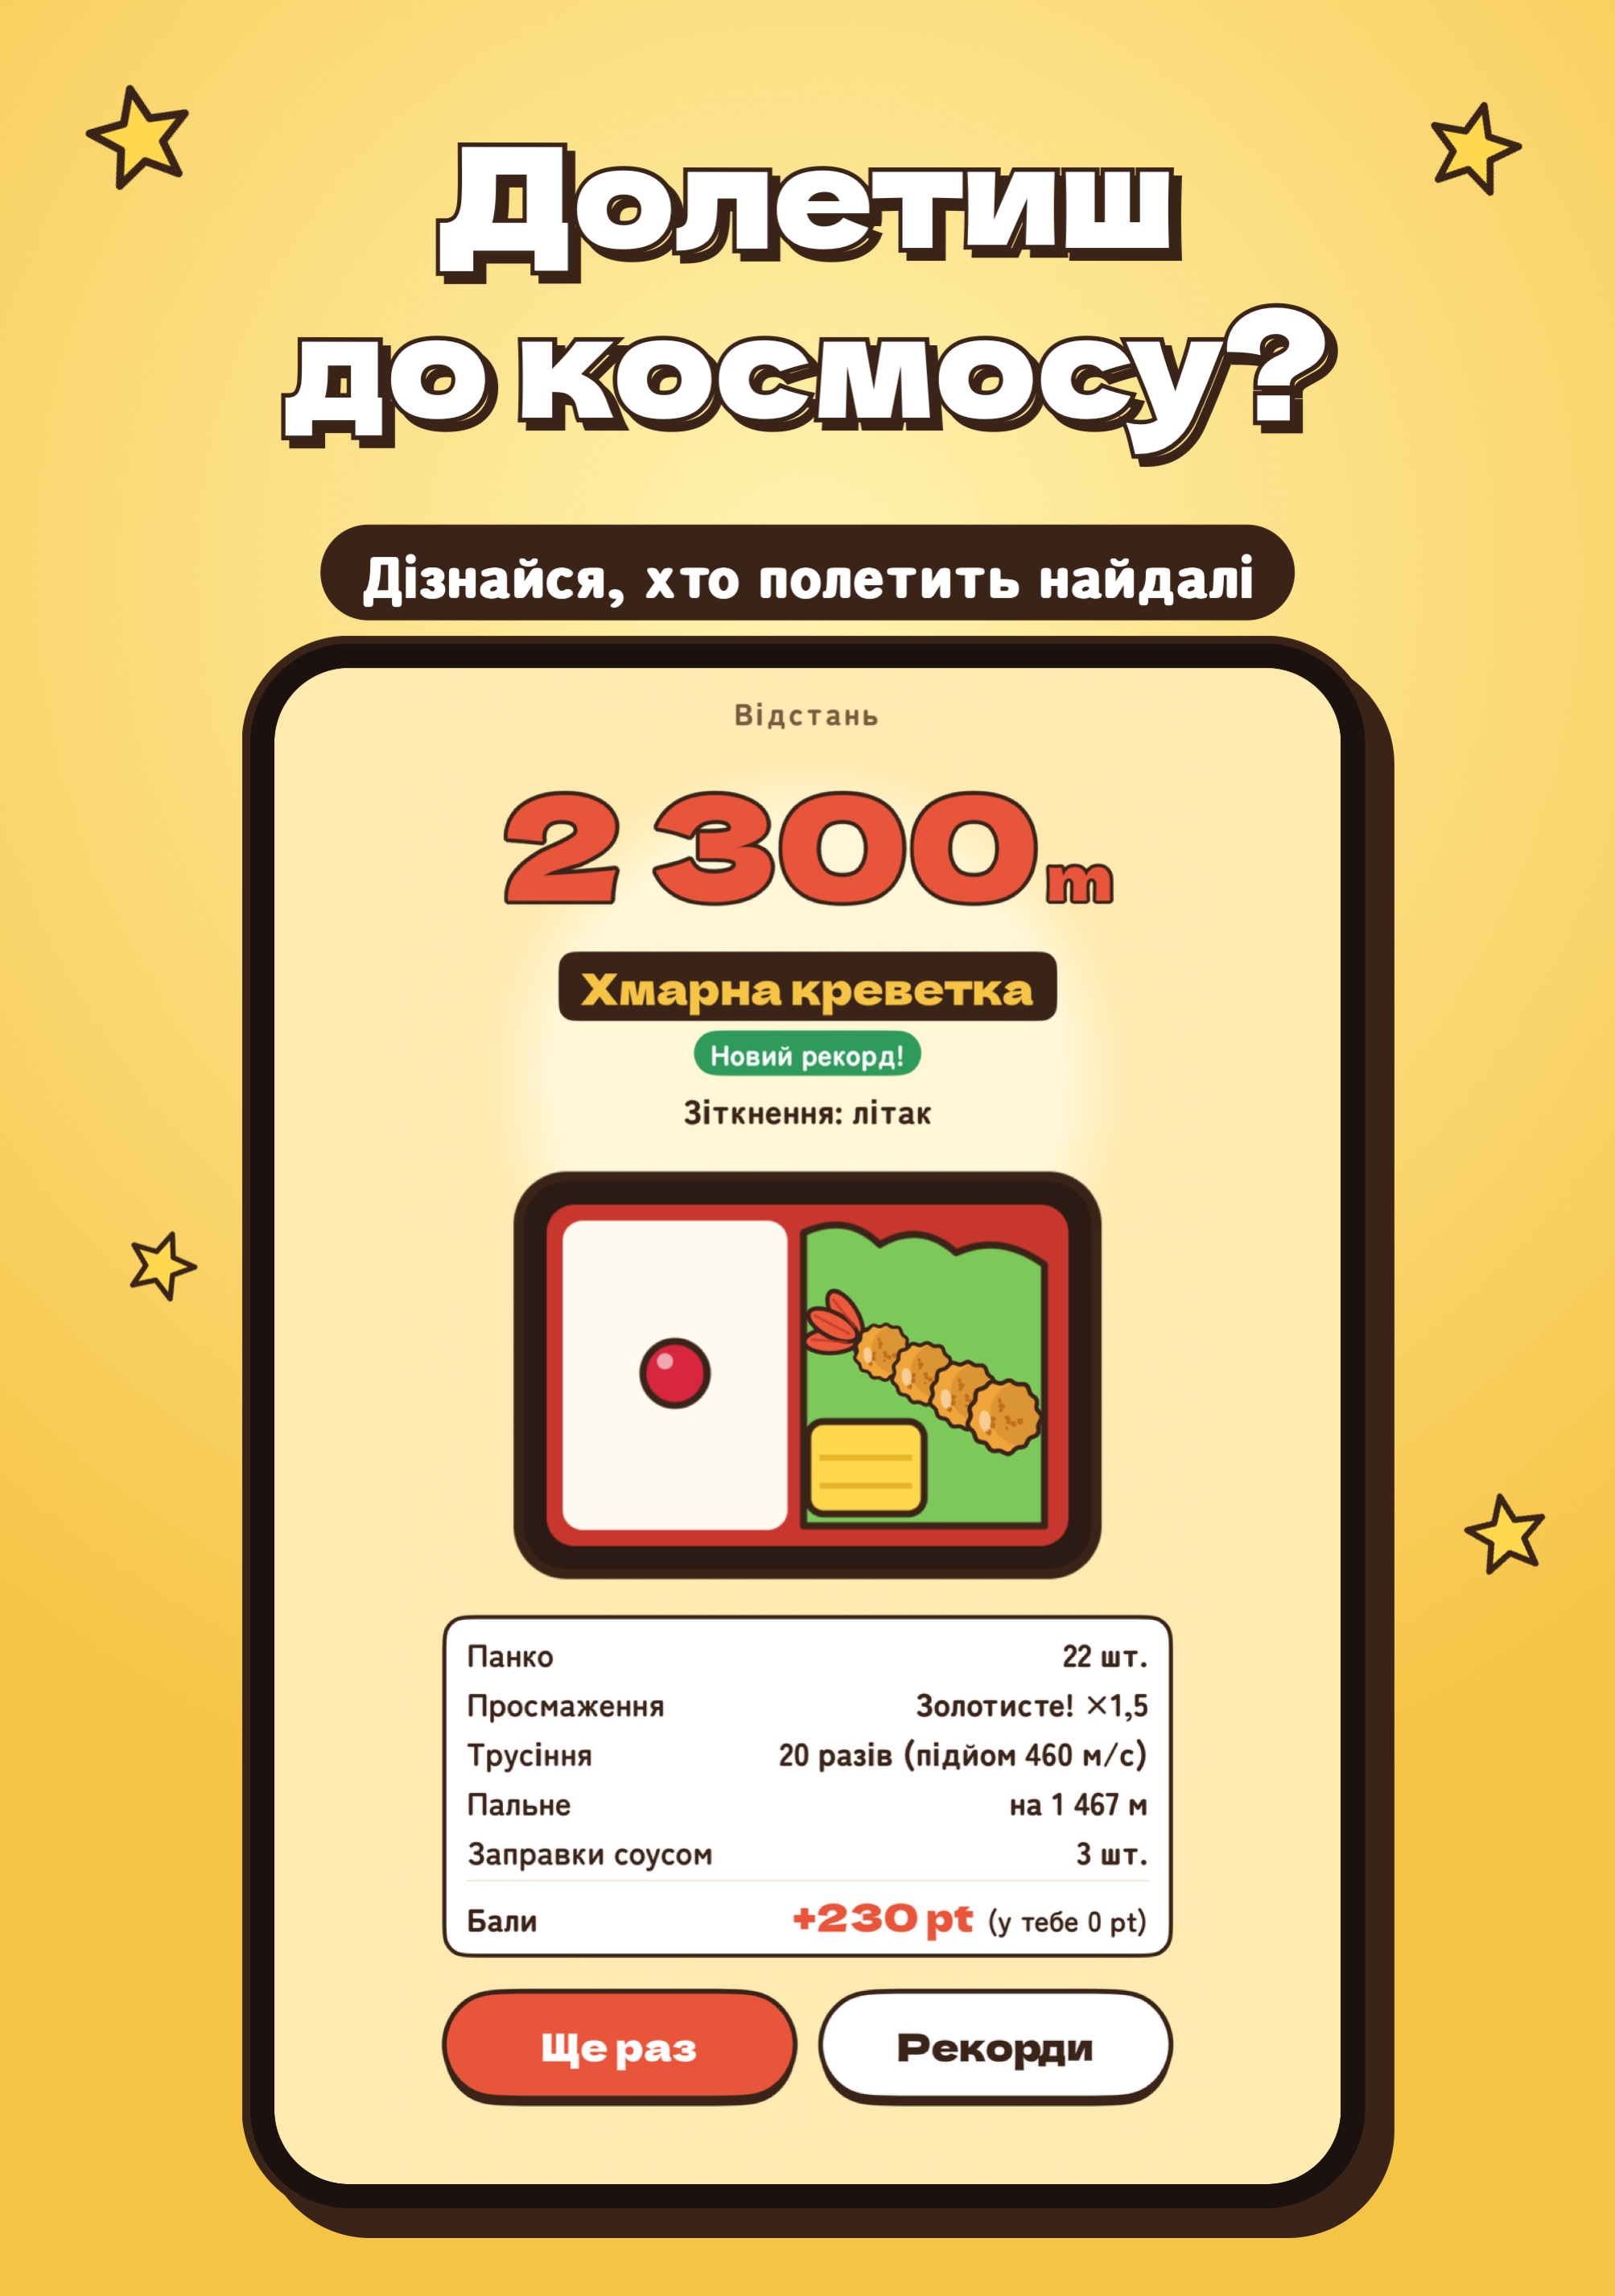 Долетиш
до космосу?
Дізнайся, хто полетить найдалі
Відстань
2 300 m
Хмарна креветка
Новий рекорд!
Зіткнення: літак
Панко 22 шт.
Просмаження Золотисте! ×1,5
Трусіння 20 разів (підйом 460 м/с)
Пальне на 1 467 м
Заправки соусом 3 шт.
Бали +230 pt (у тебе 0 pt)
Ще раз Рекорди